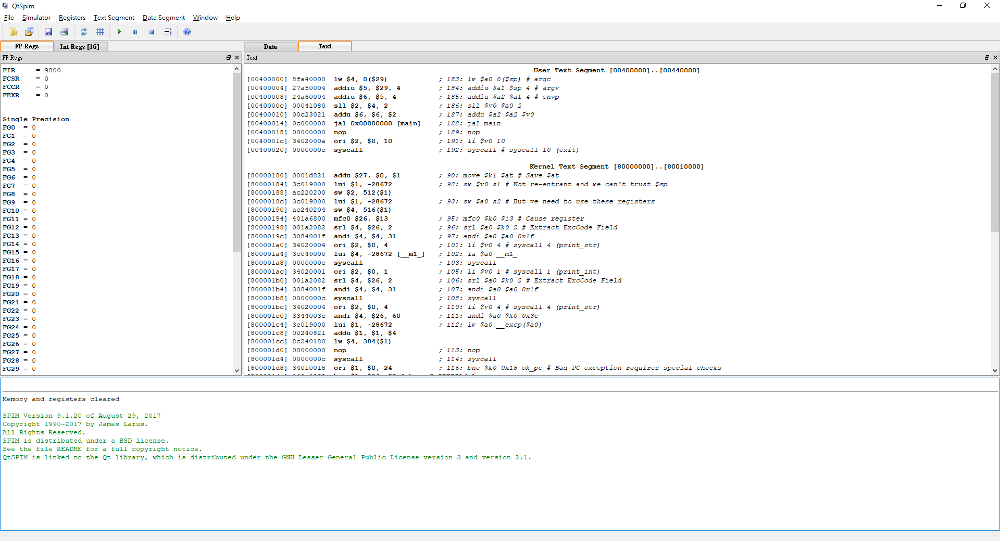 QtSpim
File Simulator Registers Text Segment Data Segment Window Help
FP Regs Int Regs [16]
FP Regs
FIR = 9800
FCSR = 0
FCCR = 0
FEXR = 0
Single Precision
FG0 = 0
FG1 = 0
FG2 = 0
FG3 = 0
FG4 = 0
FG5 = 0
FG6 = 0
FG7 = 0
FG8 = 0
FG9 = 0
FG10 = 0
FG11 = 0
FG12 = 0
FG13 = 0
FG14 = 0
FG15 = 0
FG16 = 0
FG17 = 0
FG18 = 0
FG19 = 0
FG20 = 0
FG21 = 0
FG22 = 0
FG23 = 0
FG24 = 0
FG25 = 0
FG26 = 0
FG27 = 0
FG28 = 0
FG29 = 0
Data Text
Text
User Text Segment [00400000]..[00440000]
[00400000] 8fa40000 lw $4, 0($29) ; 183: lw $a0 0($sp) # argc
[00400004] 27a50004 addiu $5, $29, 4 ; 184: addiu $a1 $sp 4 # argv
[00400008] 24a60004 addiu $6, $5, 4 ; 185: addiu $a2 $a1 4 # envp
[0040000c] 00041080 sll $2, $4, 2 ; 186: sll $v0 $a0 2
[00400010] 00c23021 addu $6, $6, $2 ; 187: addu $a2 $a2 $v0
[00400014] 0c000000 jal 0x00000000 [main] ; 188: jal main
[00400018] 00000000 nop ; 189: nop
[0040001c] 3402000a ori $2, $0, 10 ; 191: li $v0 10
[00400020] 0000000c syscall ; 192: syscall # syscall 10 (exit)
Kernel Text Segment [80000000]..[80010000]
[80000180] 0001d821 addu $27, $0, $1 ; 90: move $k1 $at # Save $at
[80000184] 3c019000 lui $1, -28672 ; 92: sw $v0 s1 # Not re-entrant and we can't trust $sp
[80000188] ac220200 sw $2, 512($1)
[8000018c] 3c019000 lui $1, -28672 ; 93: sw $a0 s2 # But we need to use these registers
[80000190] ac240204 sw $4, 516($1)
[80000194] 401a6800 mfc0 $26, $13 ; 95: mfc0 $k0 $13 # Cause register
[80000198] 001a2082 srl $4, $26, 2 ; 96: srl $a0 $k0 2 # Extract ExcCode Field
[8000019c] 3084001f andi $4, $4, 31 ; 97: andi $a0 $a0 0x1f
[800001a0] 34020004 ori $2, $0, 4 ; 101: li $v0 4 # syscall 4 (print_str)
[800001a4] 3c049000 lui $4, -28672 [__m1_] ; 102: la $a0 __m1_
[800001a8] 0000000c syscall ; 103: syscall
[800001ac] 34020001 ori $2, $0, 1 ; 105: li $v0 1 # syscall 1 (print_int)
[800001b0] 001a2082 srl $4, $26, 2 ; 106: srl $a0 $k0 2 # Extract ExcCode Field
[800001b4] 3084001f andi $4, $4, 31 ; 107: andi $a0 $a0 0x1f
[800001b8] 0000000c syscall ; 108: syscall
[800001bc] 34020004 ori $2, $0, 4 ; 110: li $v0 4 # syscall 4 (print_str)
[800001c0] 3344003c andi $4, $26, 60 ; 111: andi $a0 $k0 0x3c
[800001c4] 3c019000 lui $1, -28672 ; 112: lw $a0 __excp($a0)
[800001c8] 00240821 addu $1, $1, $4
[800001cc] 8c240180 lw $4, 384($1)
[800001d0] 00000000 nop ; 113: nop
[800001d4] 0000000c syscall ; 114: syscall
[800001d8] 34010018 ori $1, $0, 24 ; 116: bne $k0 0x18 ok_pc # Bad PC exception requires special checks
Memory and registers cleared
SPIM Version 9.1.20 of August 29, 2017
Copyright 1990-2017 by James Larus.
All Rights Reserved.
SPIM is distributed under a BSD license.
See the file README for a full copyright notice.
QtSPIM is linked to the Qt library, which is distributed under the GNU Lesser General Public License version 3 and version 2.1.